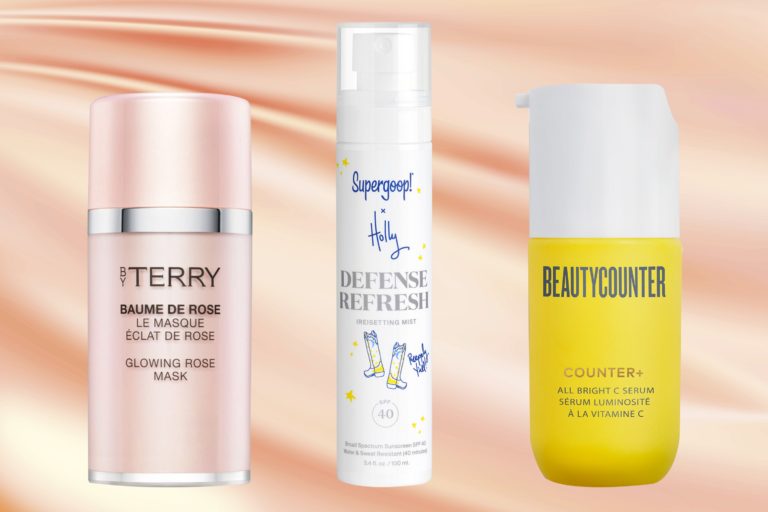 BY TERRY
BAUME DE ROSE
LE MASQUE
ÉCLAT DE ROSE
GLOWING ROSE
MASK
Supergoop!
x
Holly
DEFENSE
REFRESH
(RE)SETTING MIST
SPF
40
Broad Spectrum Sunscreen SPF 40
Water & Sweat Resistant (40 minutes)
3.4 fl. oz. / 100 ml.
BEAUTYCOUNTER
COUNTER+
ALL BRIGHT C SERUM
SÉRUM LUMINOSITÉ
À LA VITAMINE C